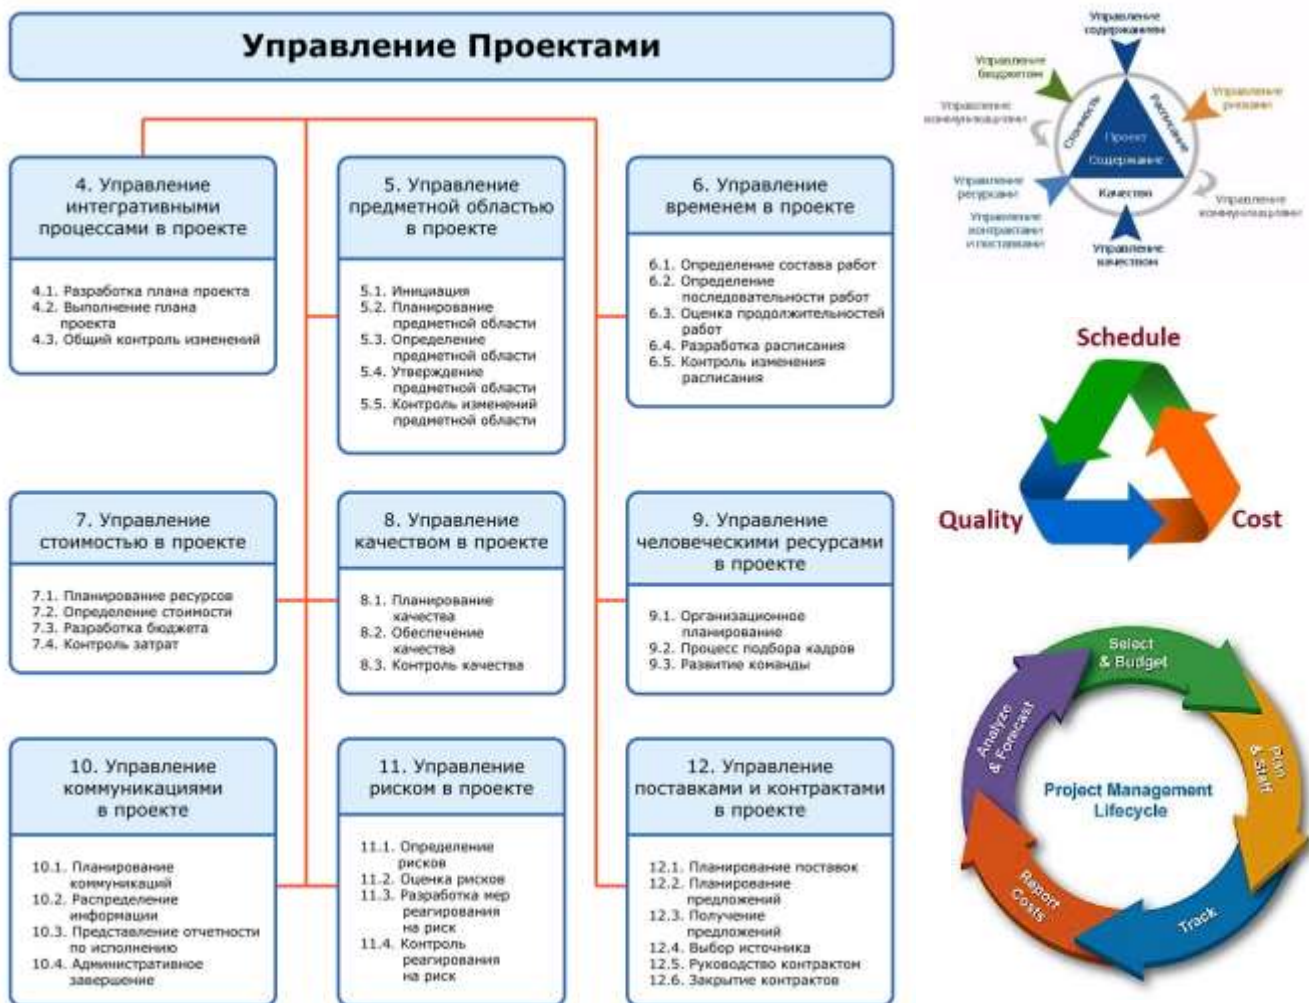 Управление Проектами
4. Управление
интегративными
процессами в проекте
4.1. Разработка плана проекта
4.2. Выполнение плана
проекта
4.3. Общий контроль изменений
5. Управление
предметной областью
в проекте
5.1. Инициация
5.2. Планирование
предметной области
5.3. Определение
предметной области
5.4. Утверждение
предметной области
5.5. Контроль изменений
предметной области
6. Управление
временем в проекте
6.1. Определение состава работ
6.2. Определение
последовательности работ
6.3. Оценка продолжительностей
работ
6.4. Разработка расписания
6.5. Контроль изменения
расписания
7. Управление
стоимостью в проекте
7.1. Планирование ресурсов
7.2. Определение стоимости
7.3. Разработка бюджета
7.4. Контроль затрат
8. Управление
качеством в проекте
8.1. Планирование
качества
8.2. Обеспечение
качества
8.3. Контроль качества
9. Управление
человеческими ресурсами
в проекте
9.1. Организационное
планирование
9.2. Процесс подбора кадров
9.3. Развитие команды
10. Управление
коммуникациями
в проекте
10.1. Планирование
коммуникаций
10.2. Распределение
информации
10.3. Представление отчетности
по исполнению
10.4. Административное
завершение
11. Управление
риском в проекте
11.1. Определение
рисков
11.2. Оценка рисков
11.3. Разработка мер
реагирования
на риск
11.4. Контроль
реагирования
на риск
12. Управление
поставками и контрактами
в проекте
12.1. Планирование поставок
12.2. Планирование
предложений
12.3. Получение
предложений
12.4. Выбор источника
12.5. Руководство контрактом
12.6. Закрытие контрактов
Управление
содержанием
Управление
бюджетом
Управление
рисками
Управление
коммуникациями
Стоимость
Расписание
Проект
Содержание
Качество
Управление
ресурсами
Управление
коммуникациями
Управление
контрактами
и поставками
Управление
качеством
Schedule
Quality
Cost
Select
& Budget
Plan
& Staff
Track
Report
Costs
Analyze
& Forecast
Project Management
Lifecycle